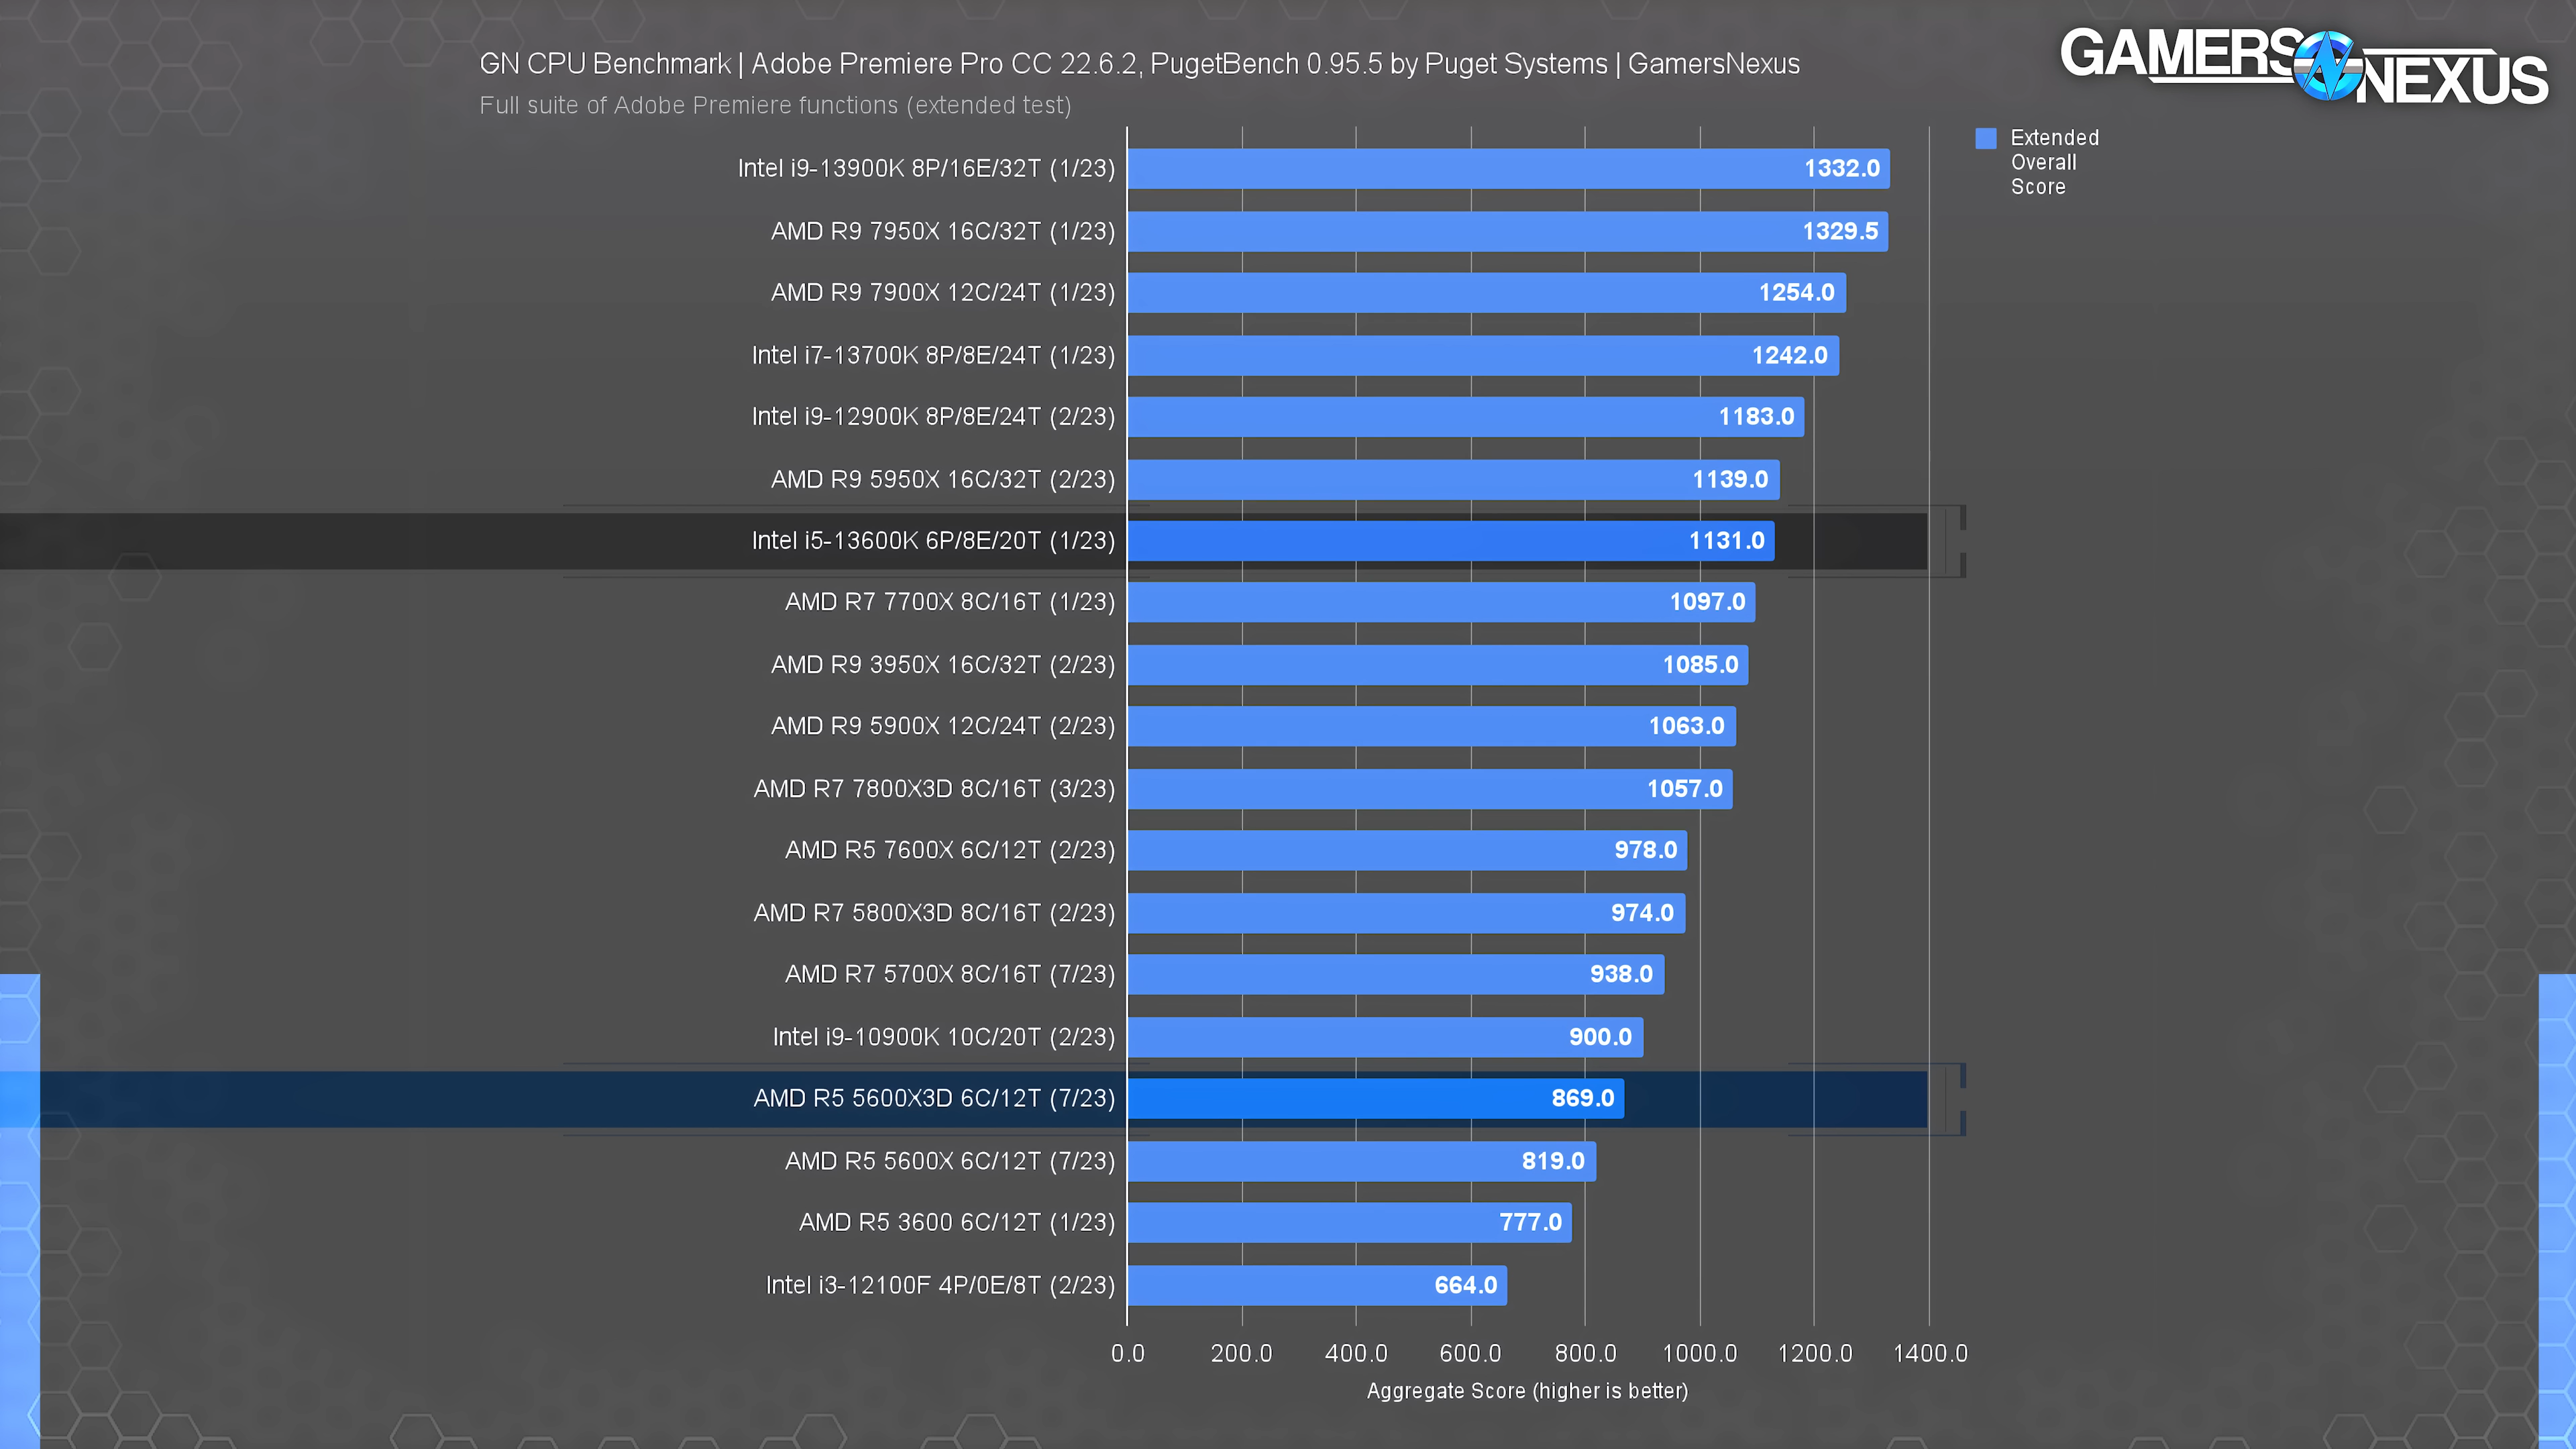 GN CPU Benchmark | Adobe Premiere Pro CC 22.6.2, PugetBench 0.95.5 by Puget Systems | GamersNexus
Full suite of Adobe Premiere functions (extended test)
GAMERS NEXUS
Extended
Overall
Score
Intel i9-13900K 8P/16E/32T (1/23) 1332.0
AMD R9 7950X 16C/32T (1/23) 1329.5
AMD R9 7900X 12C/24T (1/23) 1254.0
Intel i7-13700K 8P/8E/24T (1/23) 1242.0
Intel i9-12900K 8P/8E/24T (2/23) 1183.0
AMD R9 5950X 16C/32T (2/23) 1139.0
Intel i5-13600K 6P/8E/20T (1/23) 1131.0
AMD R7 7700X 8C/16T (1/23) 1097.0
AMD R9 3950X 16C/32T (2/23) 1085.0
AMD R9 5900X 12C/24T (2/23) 1063.0
AMD R7 7800X3D 8C/16T (3/23) 1057.0
AMD R5 7600X 6C/12T (2/23) 978.0
AMD R7 5800X3D 8C/16T (2/23) 974.0
AMD R7 5700X 8C/16T (7/23) 938.0
Intel i9-10900K 10C/20T (2/23) 900.0
AMD R5 5600X3D 6C/12T (7/23) 869.0
AMD R5 5600X 6C/12T (7/23) 819.0
AMD R5 3600 6C/12T (1/23) 777.0
Intel i3-12100F 4P/0E/8T (2/23) 664.0
0.0 200.0 400.0 600.0 800.0 1000.0 1200.0 1400.0
Aggregate Score (higher is better)